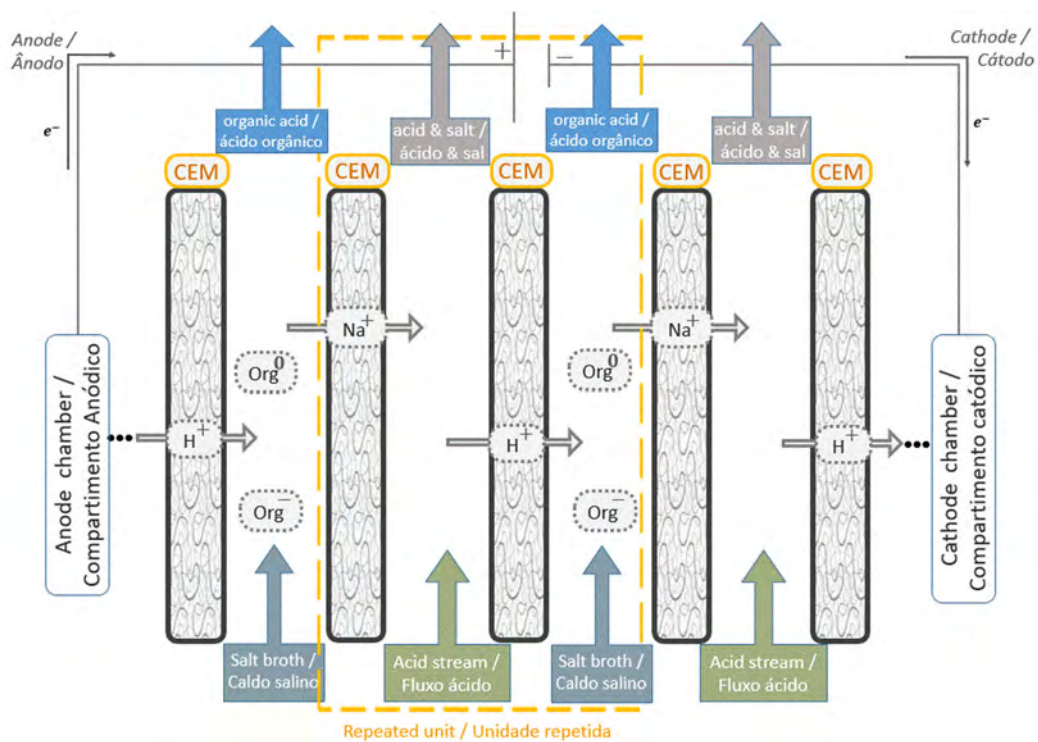 Anode /
Ânodo
e⁻
organic acid /
ácido orgânico
acid & salt /
ácido & sal
+
−
organic acid /
ácido orgânico
acid & salt /
ácido & sal
Cathode /
Cátodo
e⁻
CEM
CEM
CEM
CEM
CEM
Anode chamber /
Compartimento Anódico
H⁺
Org⁰
Org⁻
Na⁺
H⁺
Org⁰
Org⁻
Na⁺
H⁺
Cathode chamber /
Compartimento catódico
Salt broth /
Caldo salino
Acid stream /
Fluxo ácido
Salt broth /
Caldo salino
Acid stream /
Fluxo ácido
Repeated unit / Unidade repetida